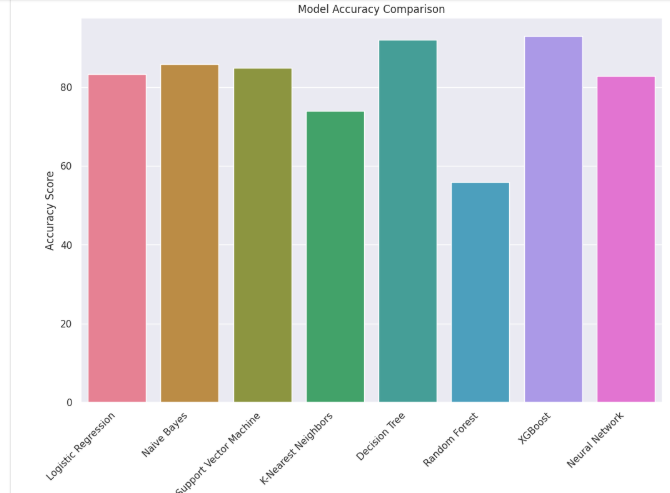 Model Accuracy Comparison
Accuracy Score
80
60
40
20
0
Logistic Regression
Naive Bayes
Support Vector Machine
K-Nearest Neighbors
Decision Tree
Random Forest
XGBoost
Neural Network